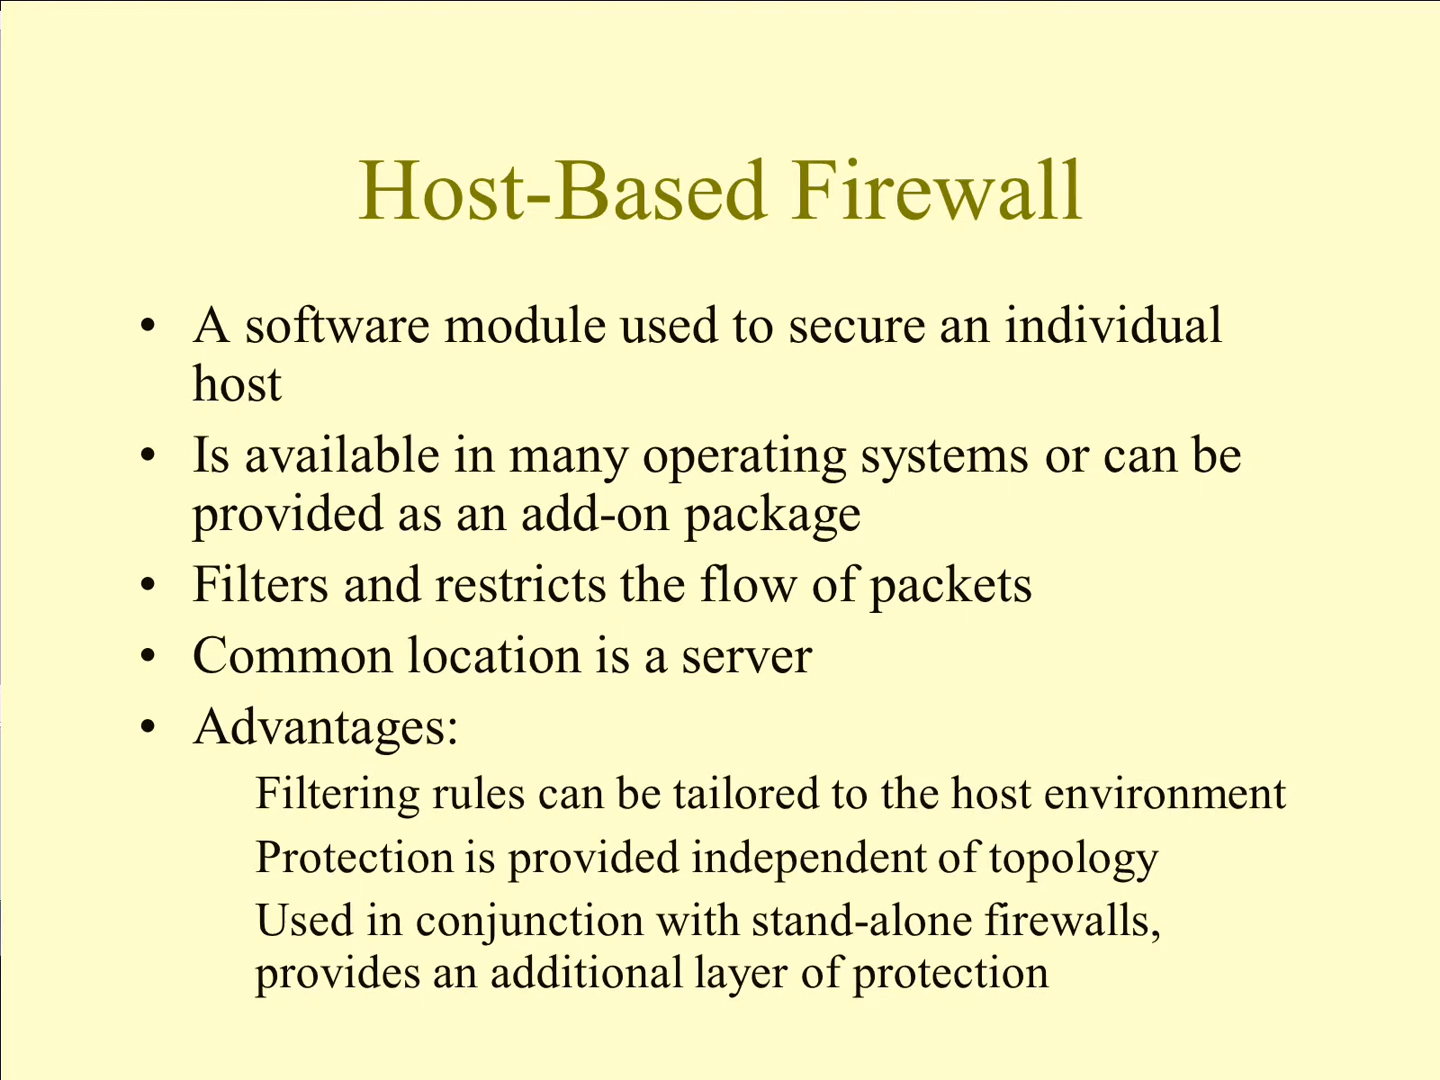 Host-Based Firewall
• A software module used to secure an individual
host
• Is available in many operating systems or can be
provided as an add-on package
• Filters and restricts the flow of packets
• Common location is a server
• Advantages:
Filtering rules can be tailored to the host environment
Protection is provided independent of topology
Used in conjunction with stand-alone firewalls,
provides an additional layer of protection